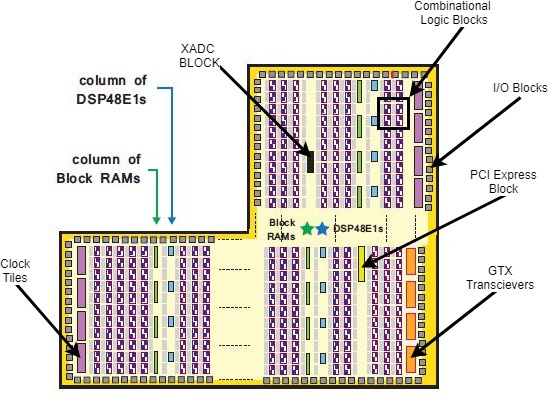 Combinational
Logic Blocks
XADC
BLOCK
column of
DSP48E1s
I/O Blocks
column of
Block RAMs
PCI Express
Block
Block
RAMs
DSP48E1s
Clock
Tiles
GTX
Transcievers